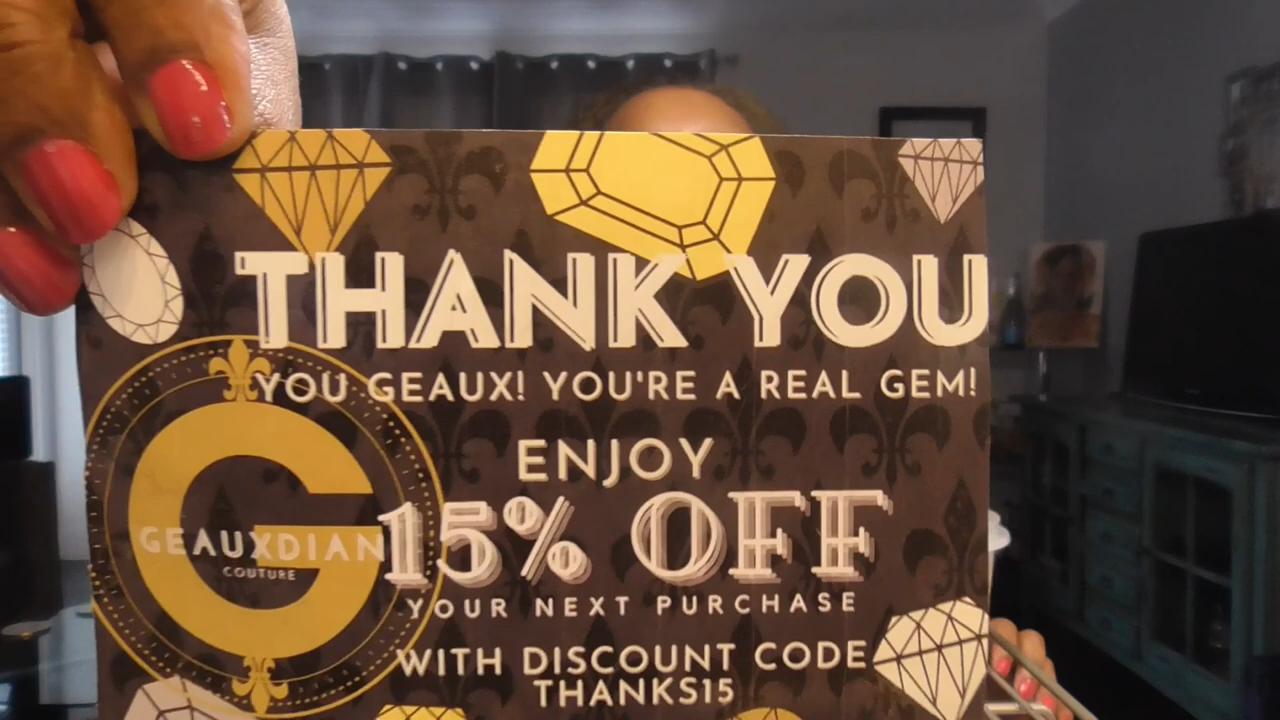 THANK YOU
YOU GEAUX! YOU'RE A REAL GEM!
ENJOY
15% OFF
YOUR NEXT PURCHASE
WITH DISCOUNT CODE
THANKS15
G
GEAUXDIAN
COUTURE